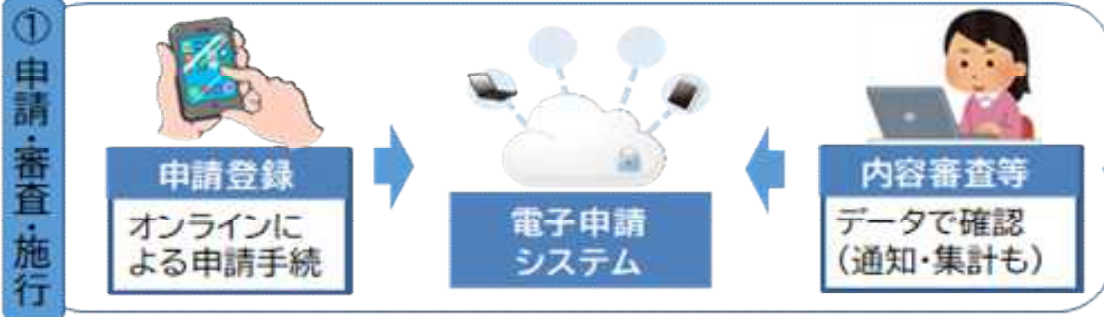 ① 申請・審査・施行
申請登録
オンラインに
よる申請手続
電子申請
システム
内容審査等
データで確認
（通知・集計も）